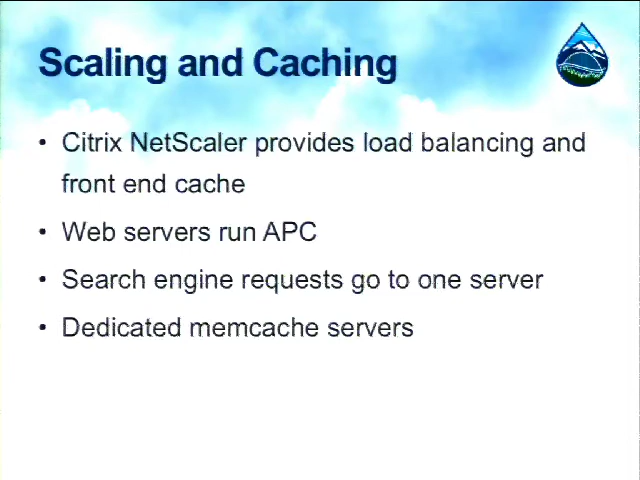 Scaling and Caching
• Citrix NetScaler provides load balancing and
front end cache
• Web servers run APC
• Search engine requests go to one server
• Dedicated memcache servers